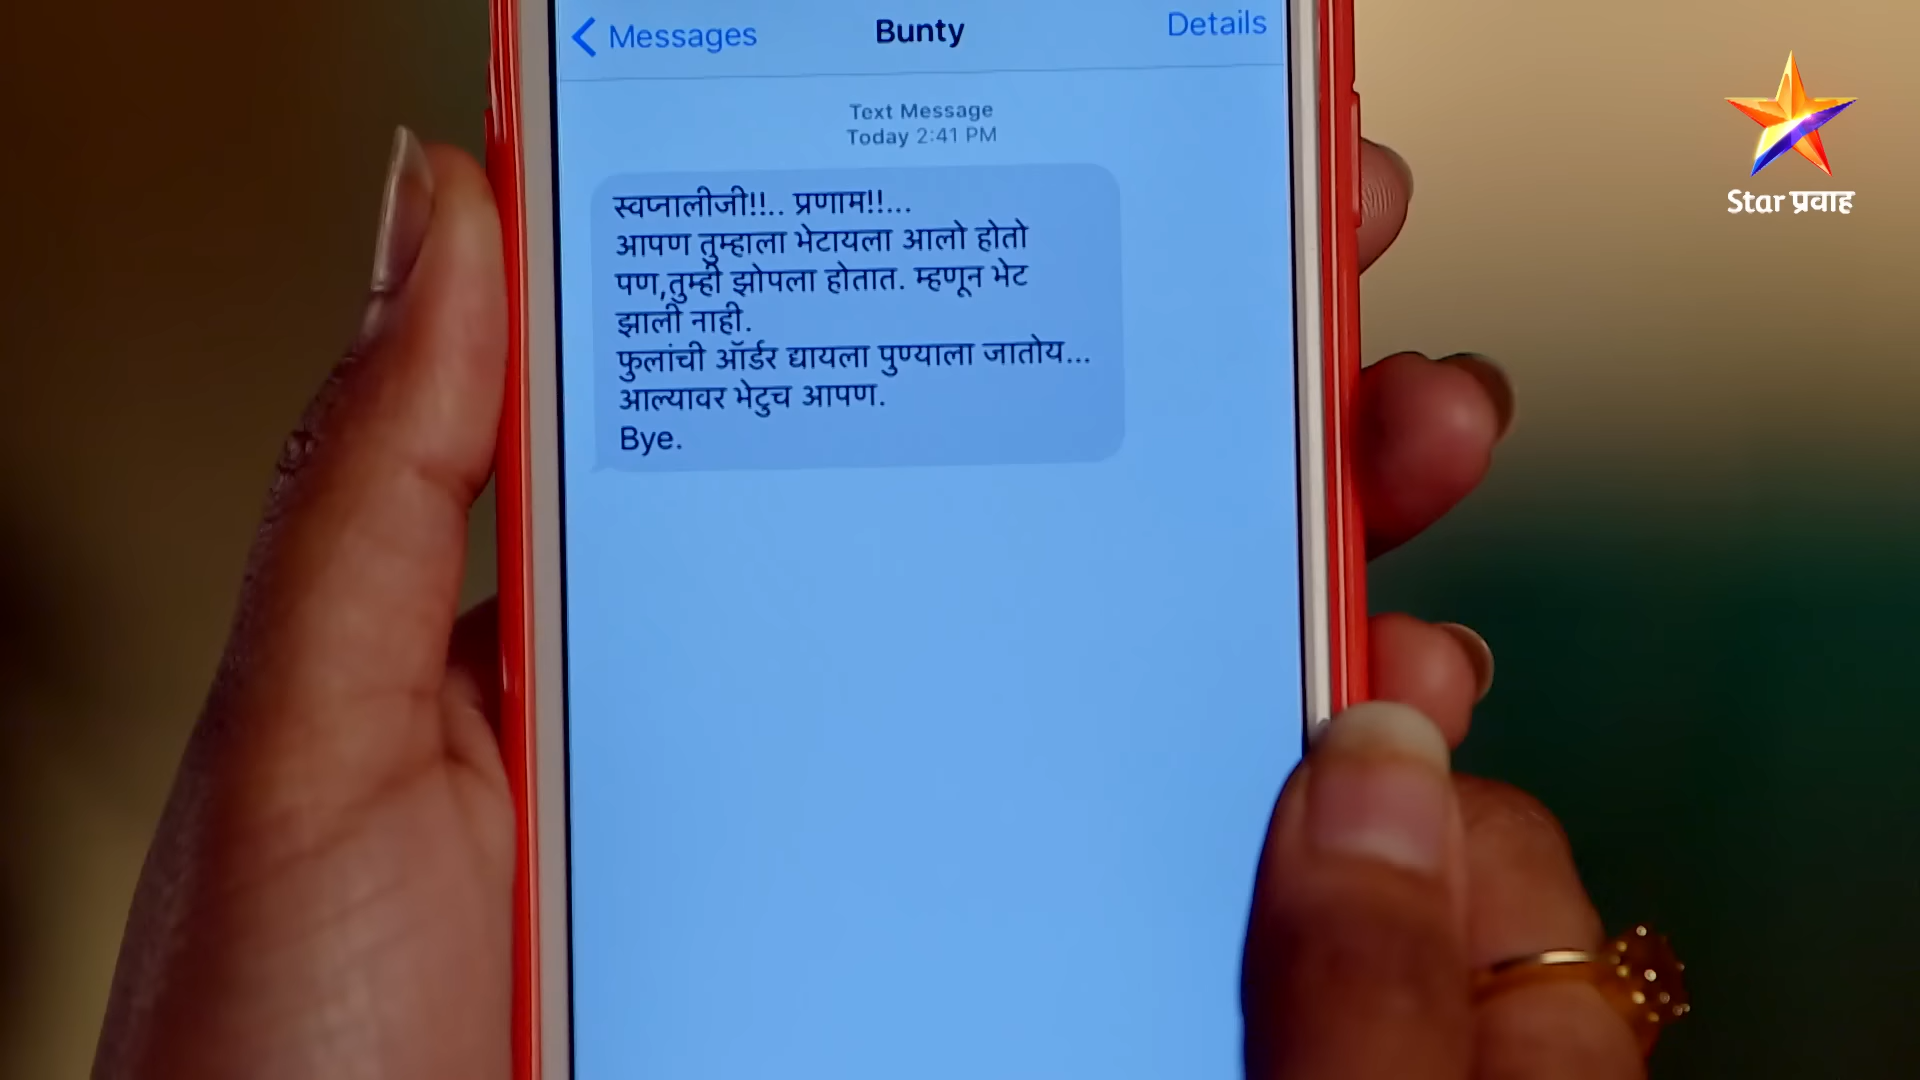 Messages
Bunty
Details
Text Message
Today 2:41 PM
स्वप्नालीजी!!.. प्रणाम!!...
आपण तुम्हाला भेटायला आलो होतो
पण,तुम्ही झोपला होतात. म्हणून भेट
झाली नाही.
फुलांची ऑर्डर द्यायला पुण्याला जातोय...
आल्यावर भेटुच आपण.
Bye.
Star प्रवाह